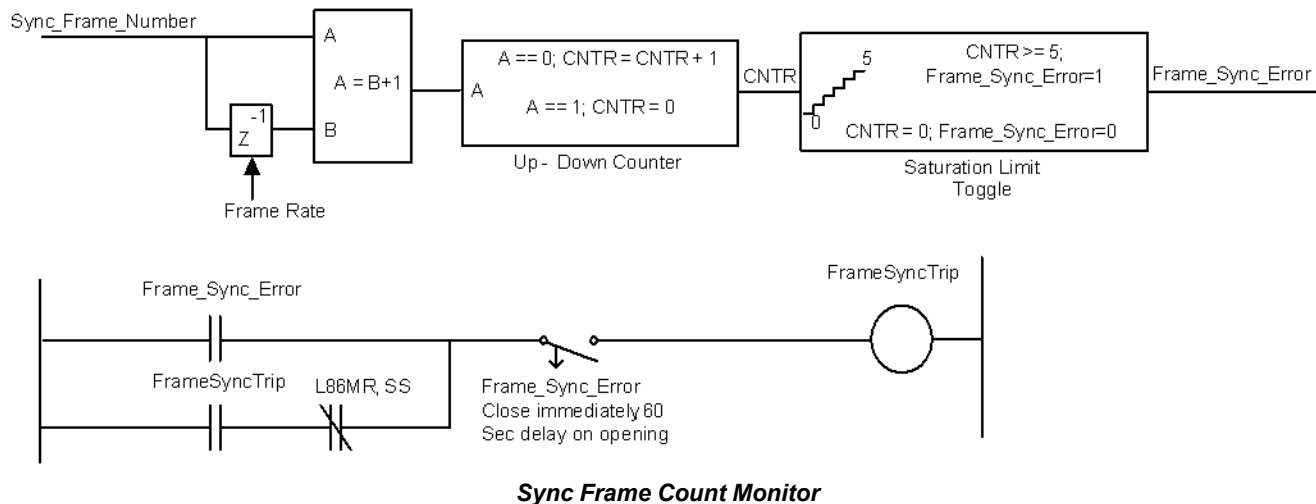 Sync_Frame_Number
A
A = B+1
B
Z -1
Frame Rate
A == 0; CNTR = CNTR + 1
A
A == 1; CNTR = 0
Up - Down Counter
CNTR
5
0
CNTR >= 5;
Frame_Sync_Error=1
CNTR = 0; Frame_Sync_Error=0
Saturation Limit
Toggle
Frame_Sync_Error
Frame_Sync_Error
FrameSyncTrip
FrameSyncTrip
L86MR, SS
Frame_Sync_Error
Close immediately, 60
Sec delay on opening
Sync Frame Count Monitor